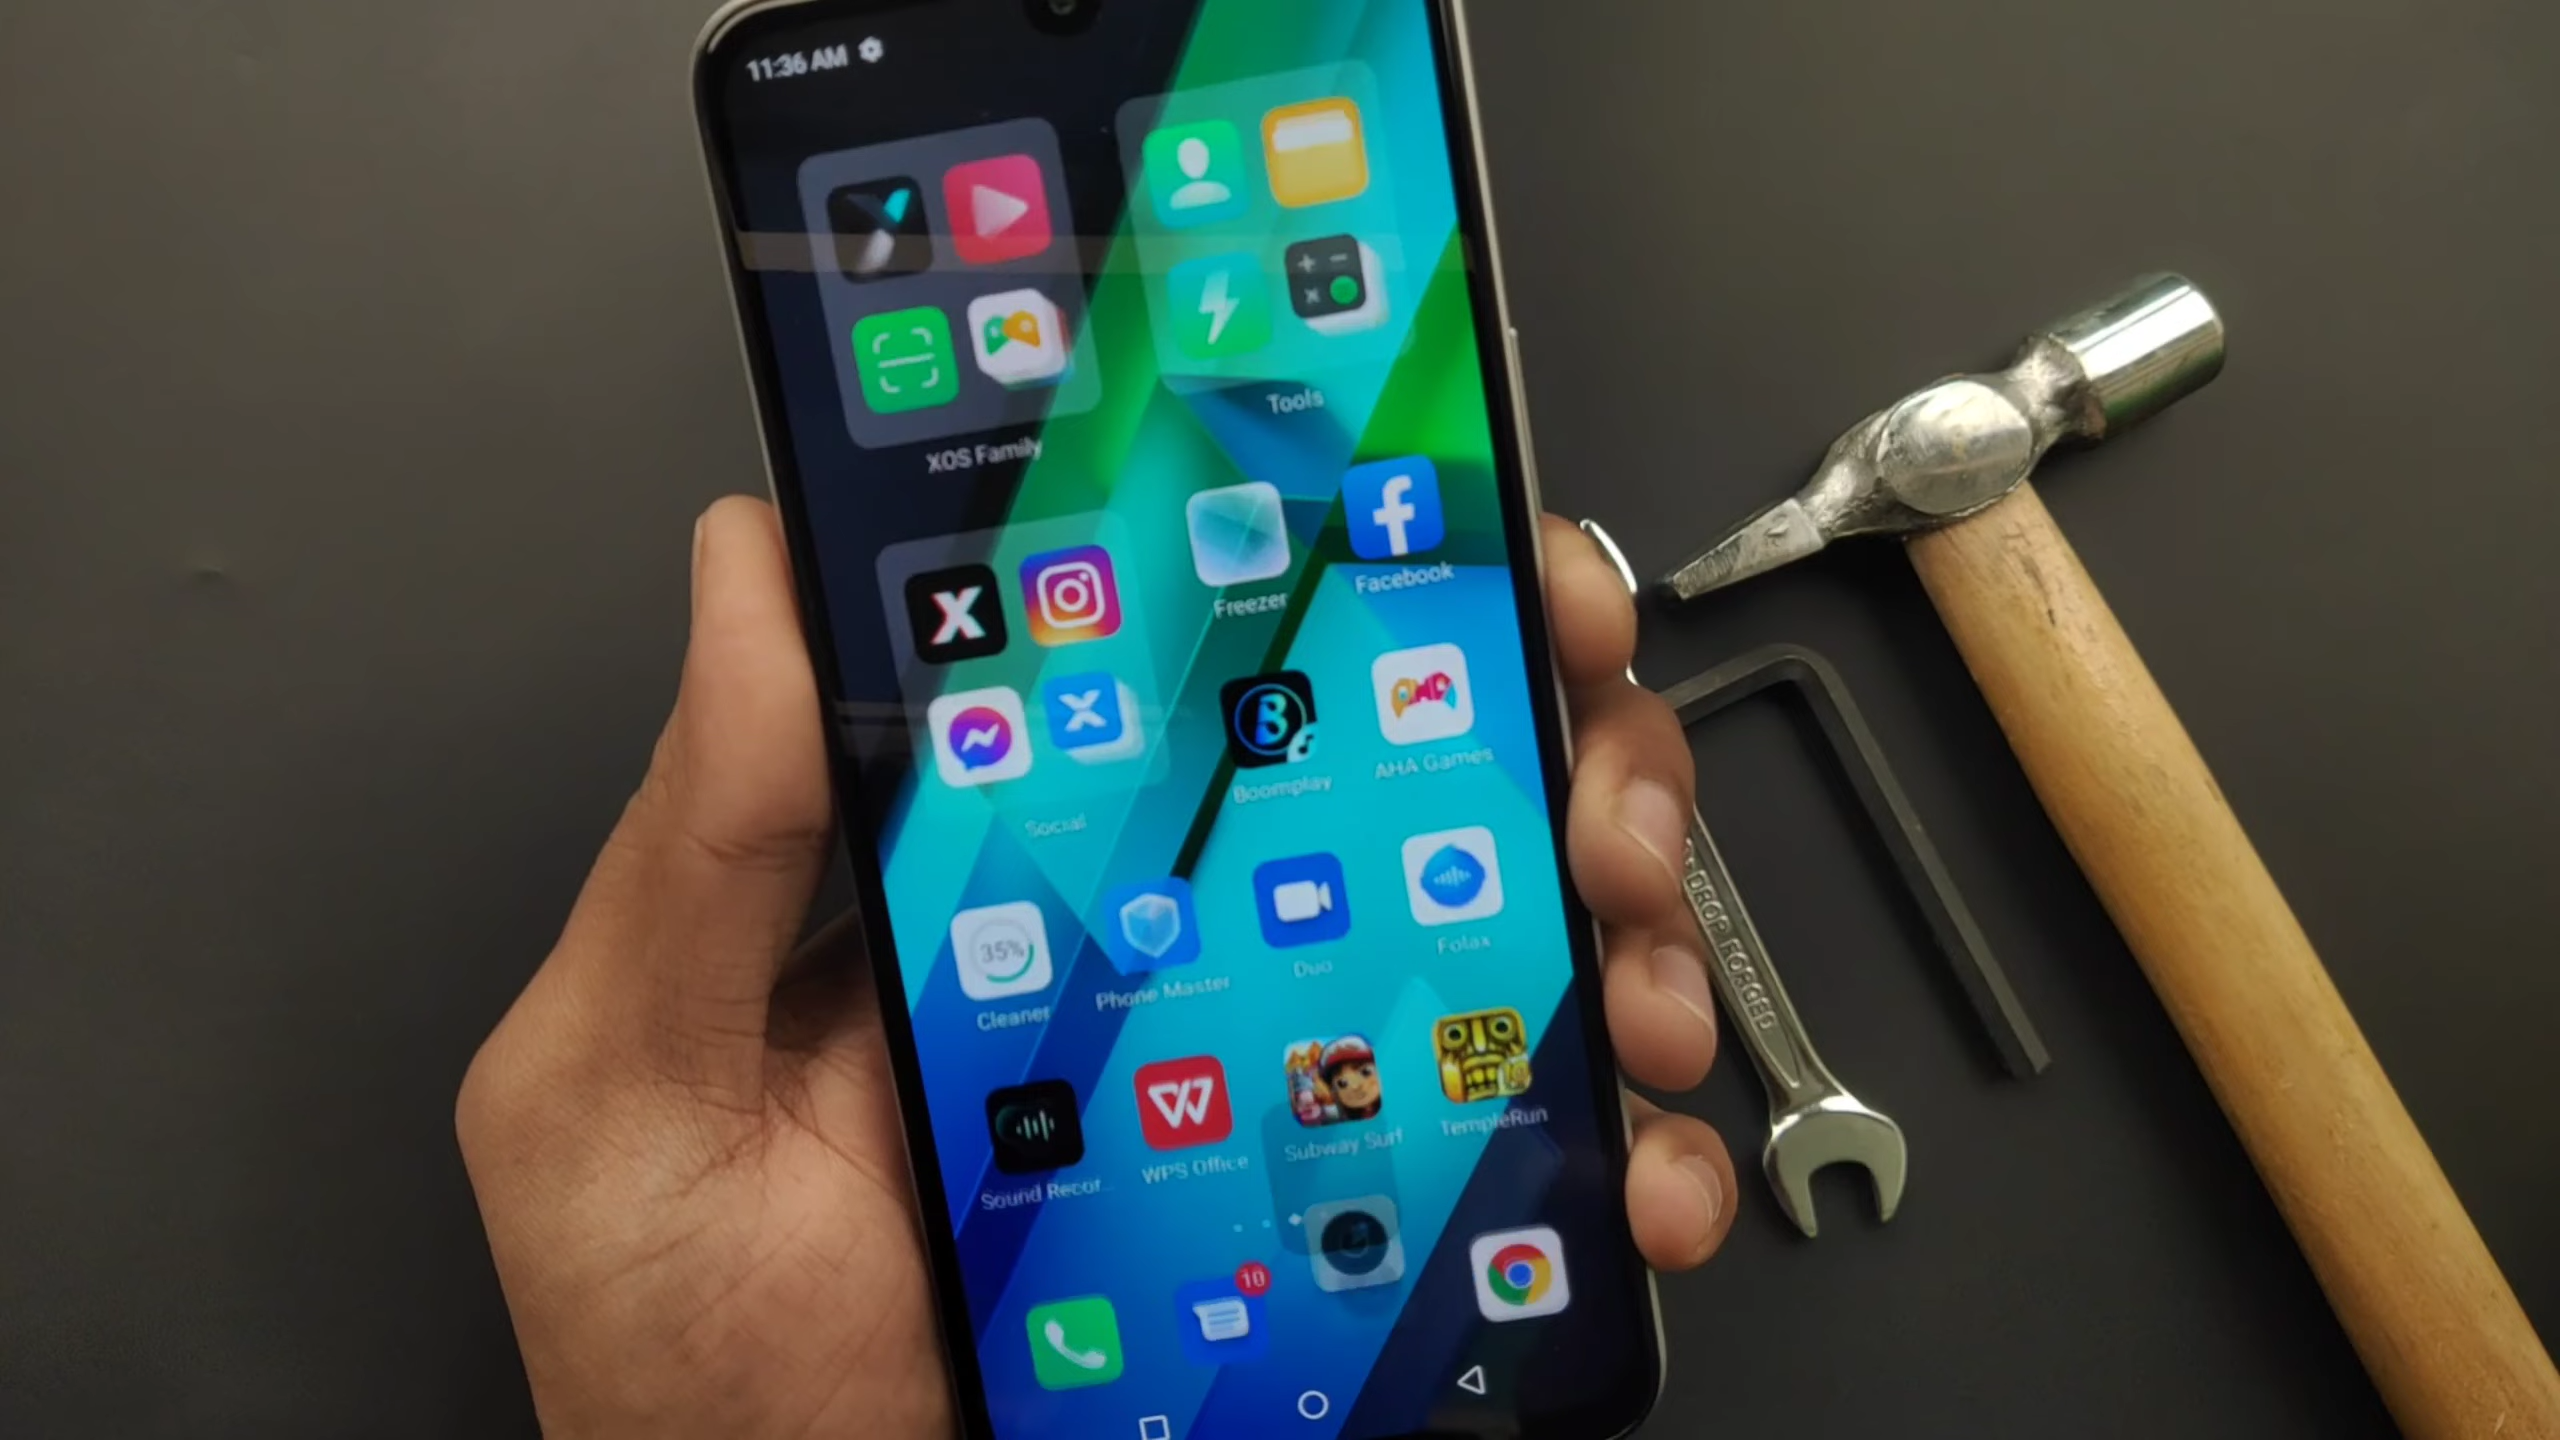 11:36 AM
XOS Family
Tools
Freezer
Facebook
Social
Boomplay
AHA Games
35%
Cleaner
Phone Master
Duo
Folax
Sound Recor...
WPS Office
Subway Surf
TempleRun
10
DROP FORGED